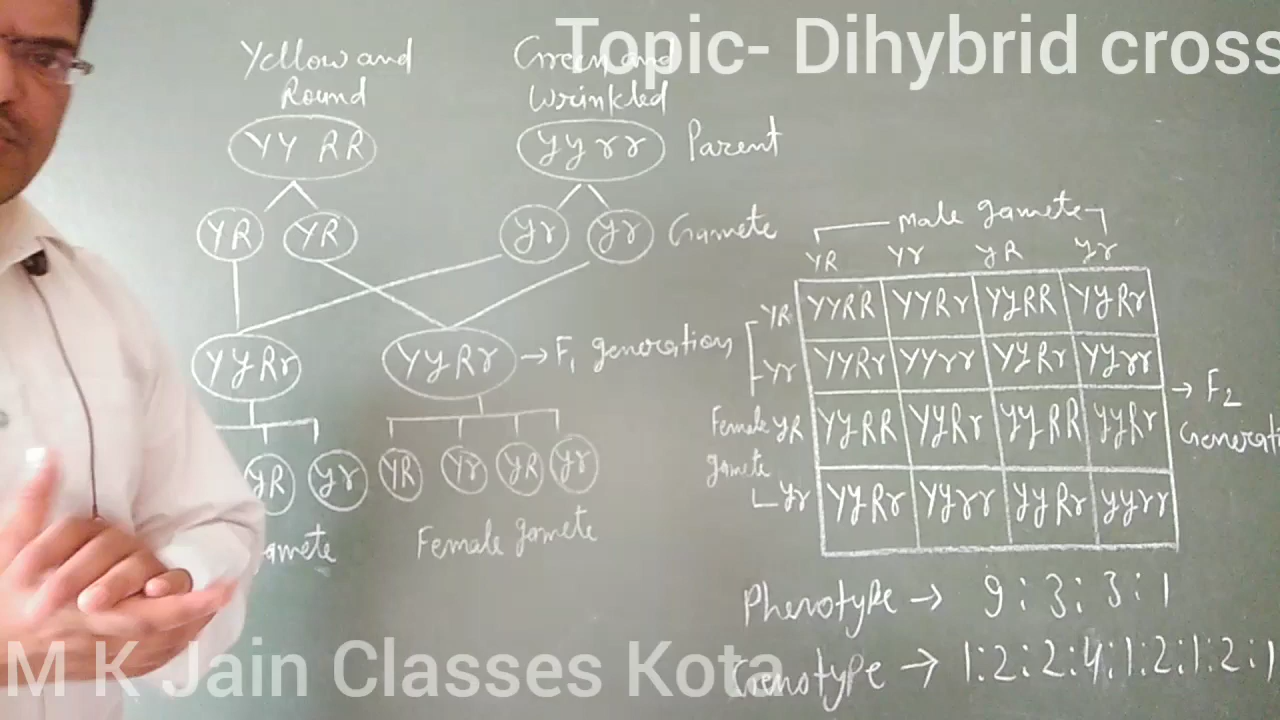 Topic- Dihybrid cross
Yellow and
Round
Green and
Wrinkled
YY RR
yy rr
Parent
YR
YR
yr
yr
Gamete
YyRr
YyRr
→ F1 generation
yR
yr
YR
Yr
yR
yr
amete
Female gamete
male gamete
YR Yr yR yr
YR YYRR YYRr YyRR YyRr
Yr YYRr YYrr YyRr Yyrr
Female yR YyRR YyRr yyRR yyRr
gamete
yr YyRr Yyrr yyRr yyrr
→ F2
Generati
Phenotype → 9:3:3:1
Genotype → 1:2:2:4:1:2:1:2:1
M K Jain Classes Kota